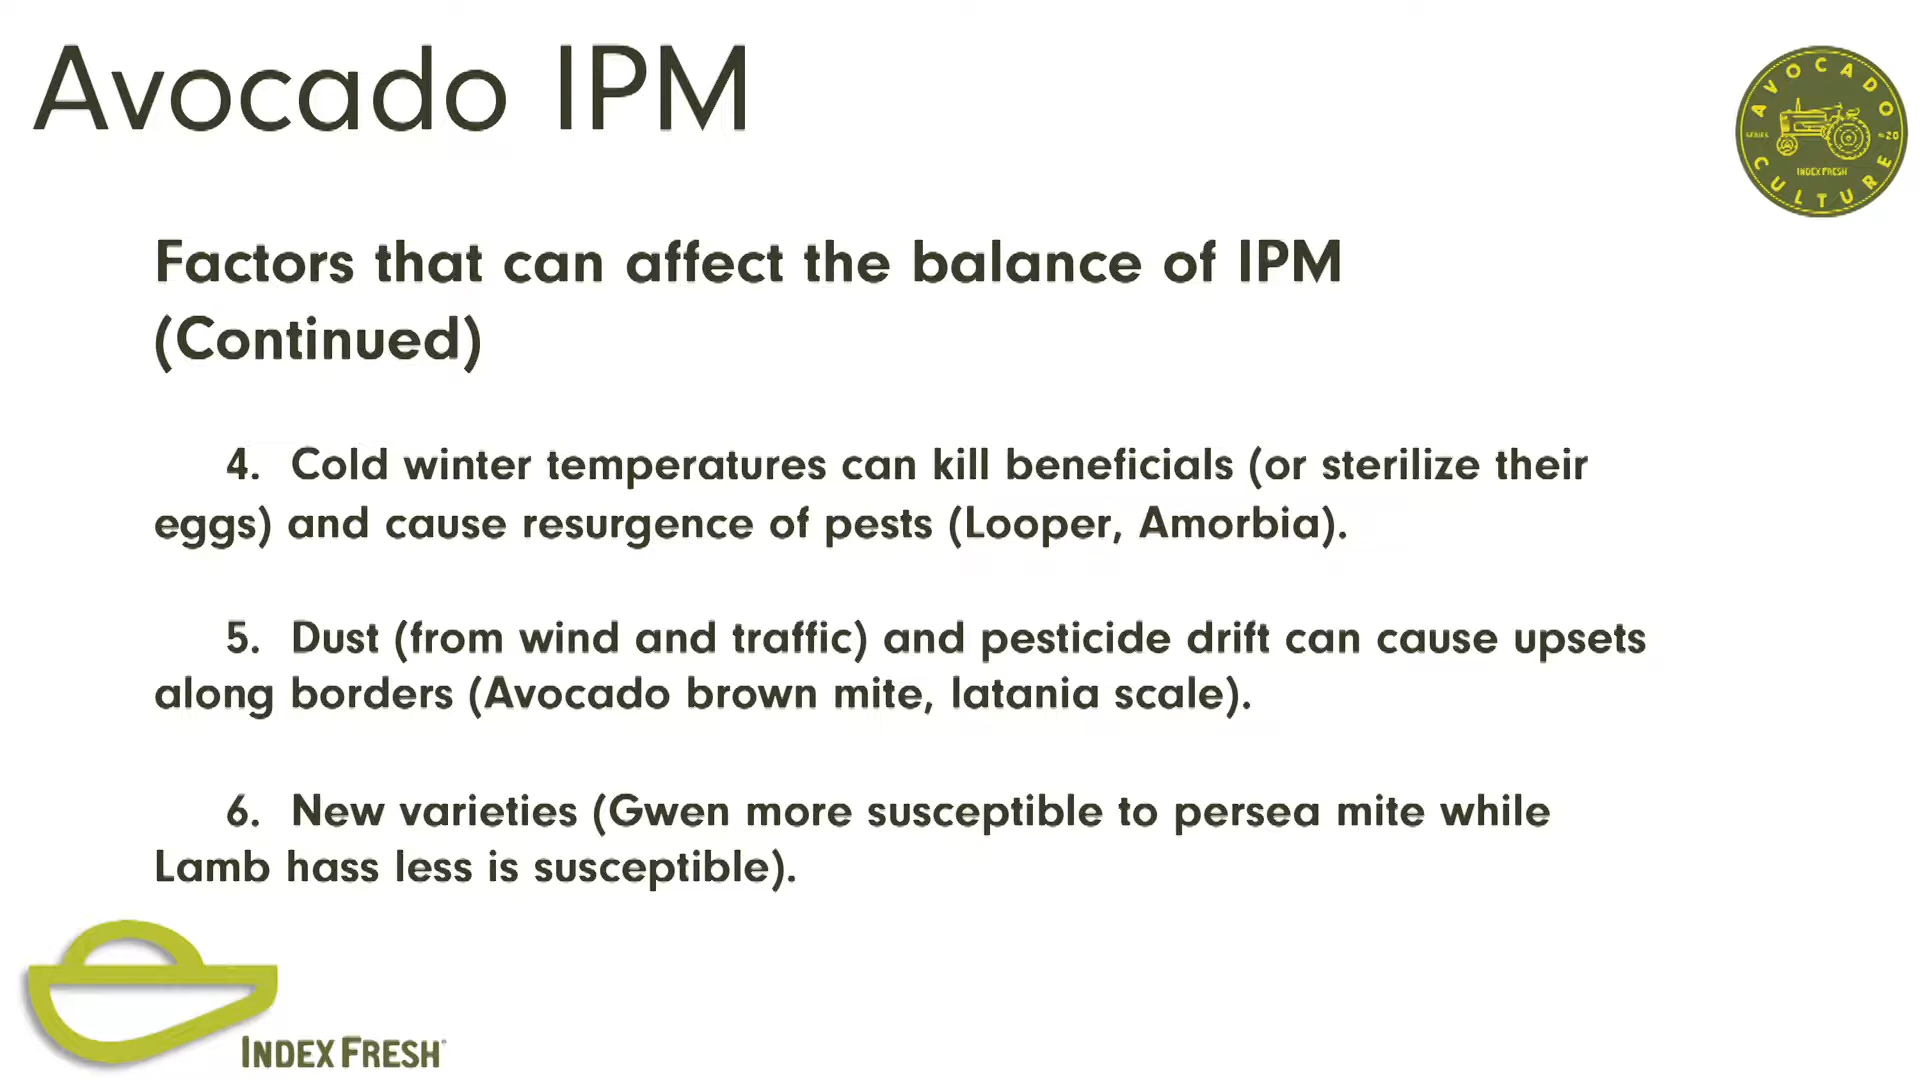 Avocado IPM
AVOCADO
SERIES
20
INDEX FRESH
CULTURE
Factors that can affect the balance of IPM
(Continued)
4. Cold winter temperatures can kill beneficials (or sterilize their
eggs) and cause resurgence of pests (Looper, Amorbia).
5. Dust (from wind and traffic) and pesticide drift can cause upsets
along borders (Avocado brown mite, latania scale).
6. New varieties (Gwen more susceptible to persea mite while
Lamb hass less is susceptible).
INDEX FRESH